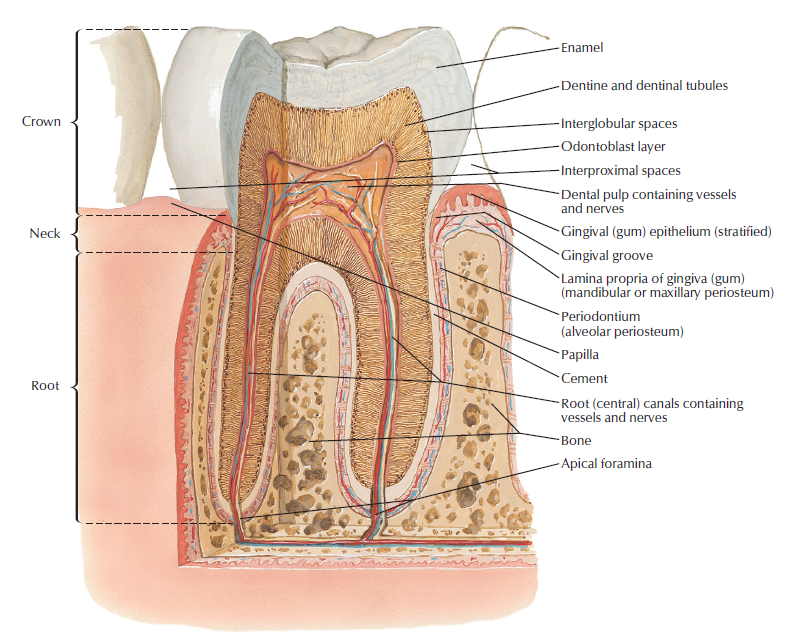 Enamel
Dentine and dentinal tubules
Crown
Interglobular spaces
Odontoblast layer
Interproximal spaces
Dental pulp containing vessels
and nerves
Neck
Gingival (gum) epithelium (stratified)
Gingival groove
Lamina propria of gingiva (gum)
(mandibular or maxillary periosteum)
Periodontium
(alveolar periosteum)
Papilla
Cement
Root
Root (central) canals containing
vessels and nerves
Bone
Apical foramina